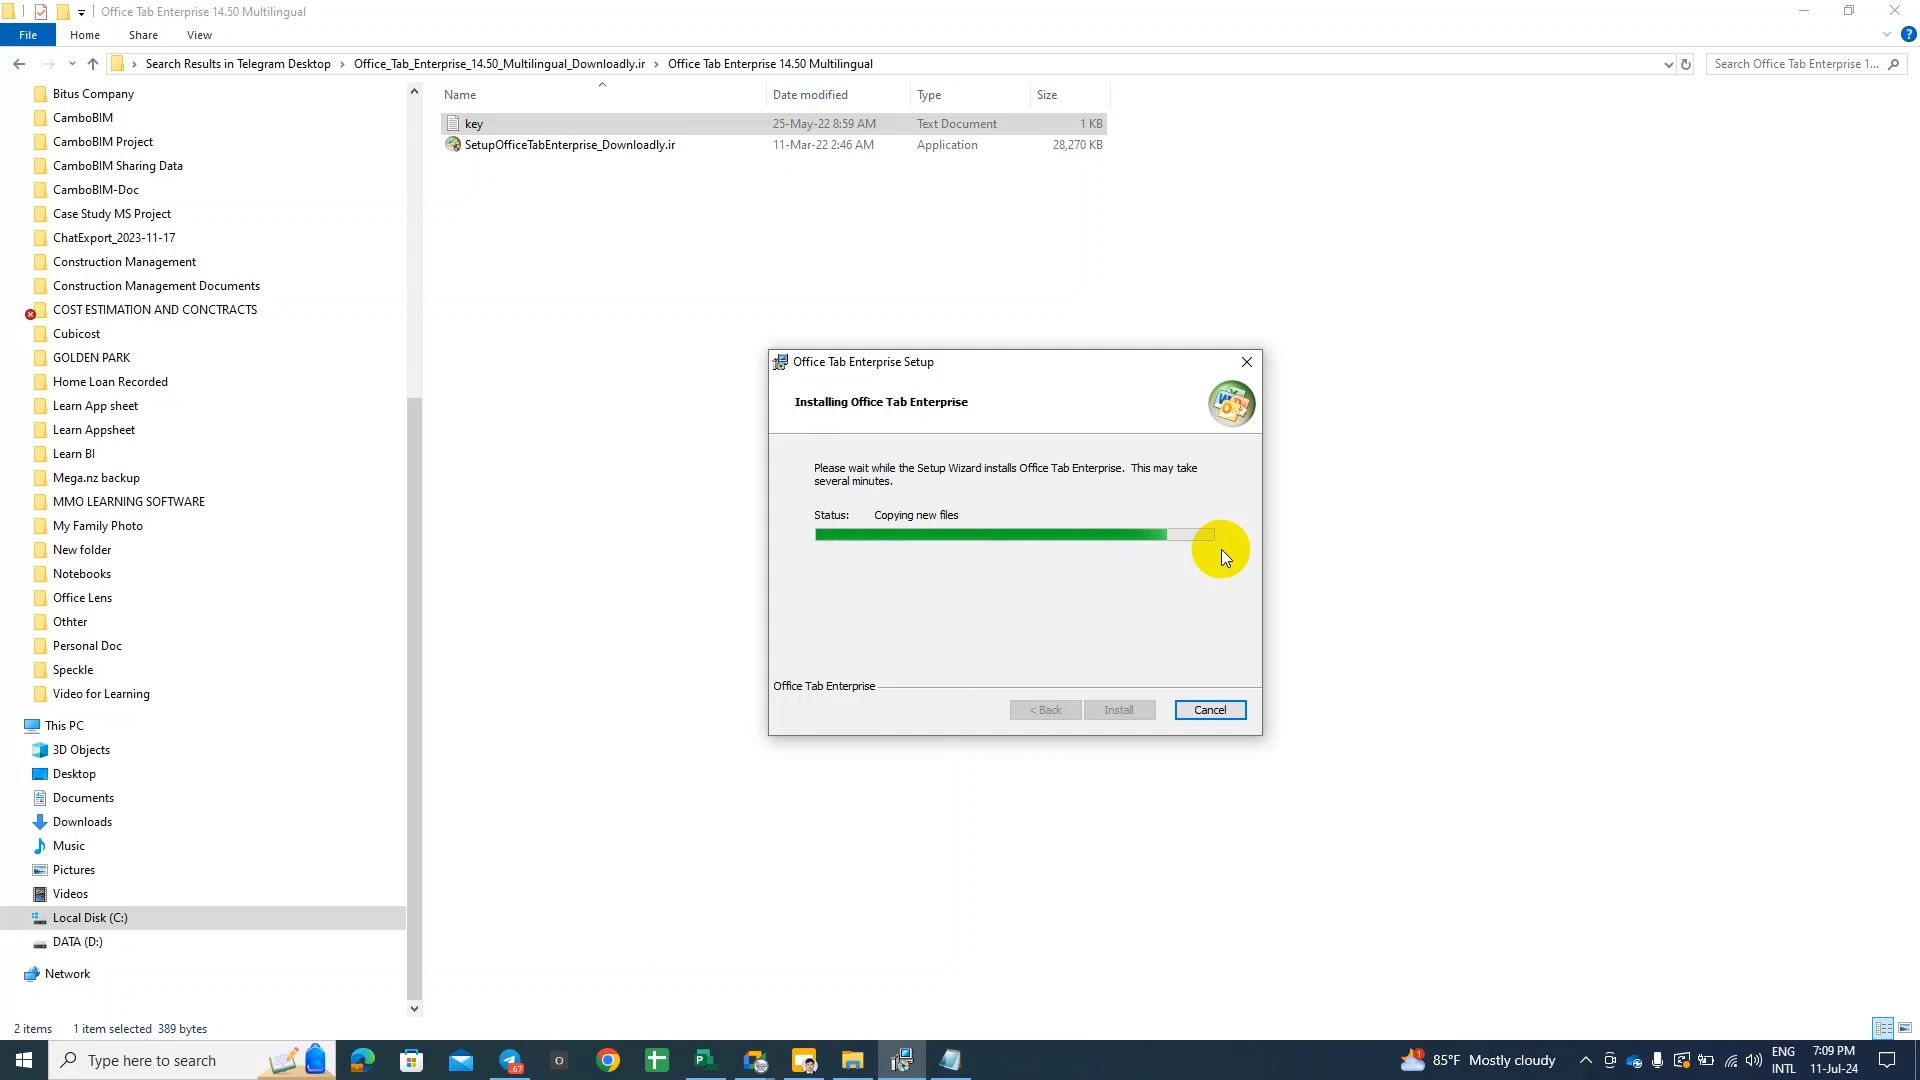 Office Tab Enterprise 14.50 Multilingual
File
Home
Share
View
Search Results in Telegram Desktop
Office_Tab_Enterprise_14.50_Multilingual_Downloadly.ir
Office Tab Enterprise 14.50 Multilingual
Search Office Tab Enterprise 1...
Bitus Company
CamboBIM
CamboBIM Project
CamboBIM Sharing Data
CamboBIM-Doc
Case Study MS Project
ChatExport_2023-11-17
Construction Management
Construction Management Documents
COST ESTIMATION AND CONCTRACTS
Cubicost
GOLDEN PARK
Home Loan Recorded
Learn App sheet
Learn Appsheet
Learn BI
Mega.nz backup
MMO LEARNING SOFTWARE
My Family Photo
New folder
Notebooks
Office Lens
Othter
Personal Doc
Speckle
Video for Learning
This PC
3D Objects
Desktop
Documents
Downloads
Music
Pictures
Videos
Local Disk (C:)
DATA (D:)
Network
Name Date modified Type Size
key 25-May-22 8:59 AM Text Document 1 KB
SetupOfficeTabEnterprise_Downloadly.ir 11-Mar-22 2:46 AM Application 28,270 KB
Office Tab Enterprise Setup
Installing Office Tab Enterprise
Please wait while the Setup Wizard installs Office Tab Enterprise. This may take
several minutes.
Status: Copying new files
Office Tab Enterprise
< Back
Install
Cancel
2 items 1 item selected 389 bytes
Type here to search
.67
85°F Mostly cloudy
ENG
INTL
7:09 PM
11-Jul-24